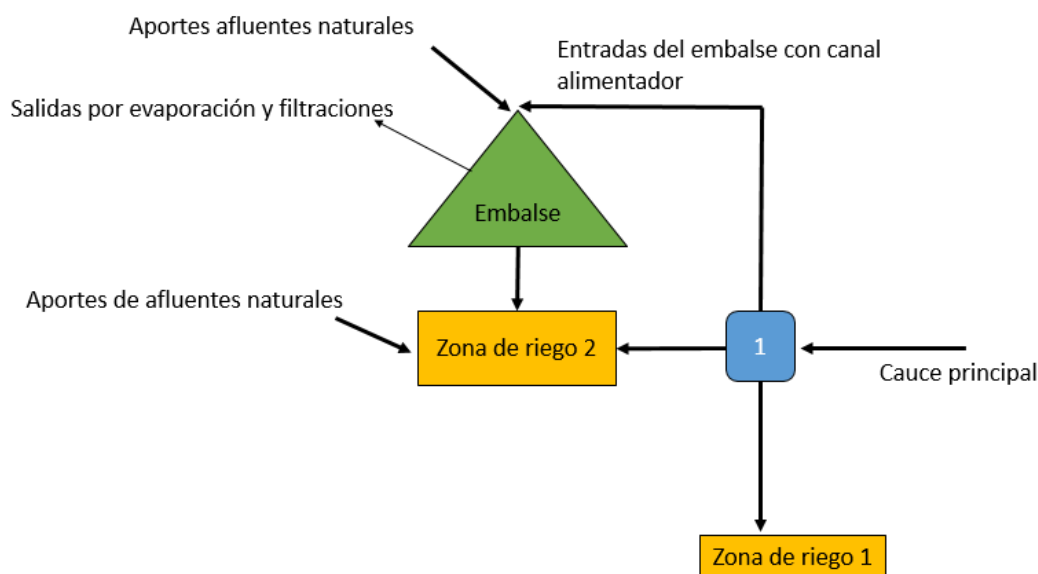 Aportes afluentes naturales
Entradas del embalse con canal
alimentador
Salidas por evaporación y filtraciones
Embalse
Aportes de afluentes naturales
Zona de riego 2
1
Cauce principal
Zona de riego 1